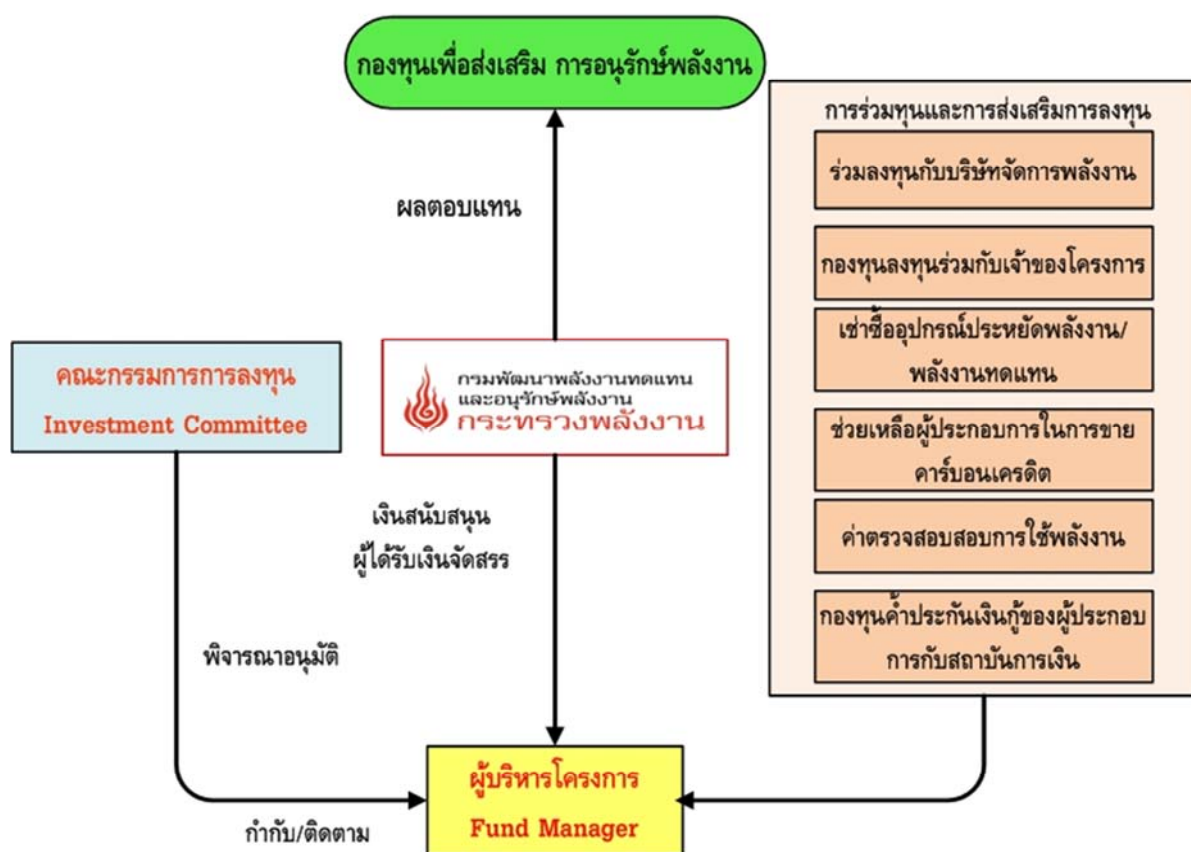 กองทุนเพื่อส่งเสริม การอนุรักษ์พลังงาน
ผลตอบแทน
คณะกรรมการการลงทุน
Investment Committee
กรมพัฒนาพลังงานทดแทน
และอนุรักษ์พลังงาน
กระทรวงพลังงาน
เงินสนับสนุน
ผู้ได้รับเงินจัดสรร
พิจารณาอนุมัติ
กำกับ/ติดตาม
ผู้บริหารโครงการ
Fund Manager
การร่วมทุนและการส่งเสริมการลงทุน
ร่วมลงทุนกับบริษัทจัดการพลังงาน
กองทุนลงทุนร่วมกับเจ้าของโครงการ
เช่าซื้ออุปกรณ์ประหยัดพลังงาน/
พลังงานทดแทน
ช่วยเหลือผู้ประกอบการในการขาย
คาร์บอนเครดิต
ค่าตรวจสอบสอบการใช้พลังงาน
กองทุนค้ำประกันเงินกู้ของผู้ประกอบ
การกับสถาบันการเงิน